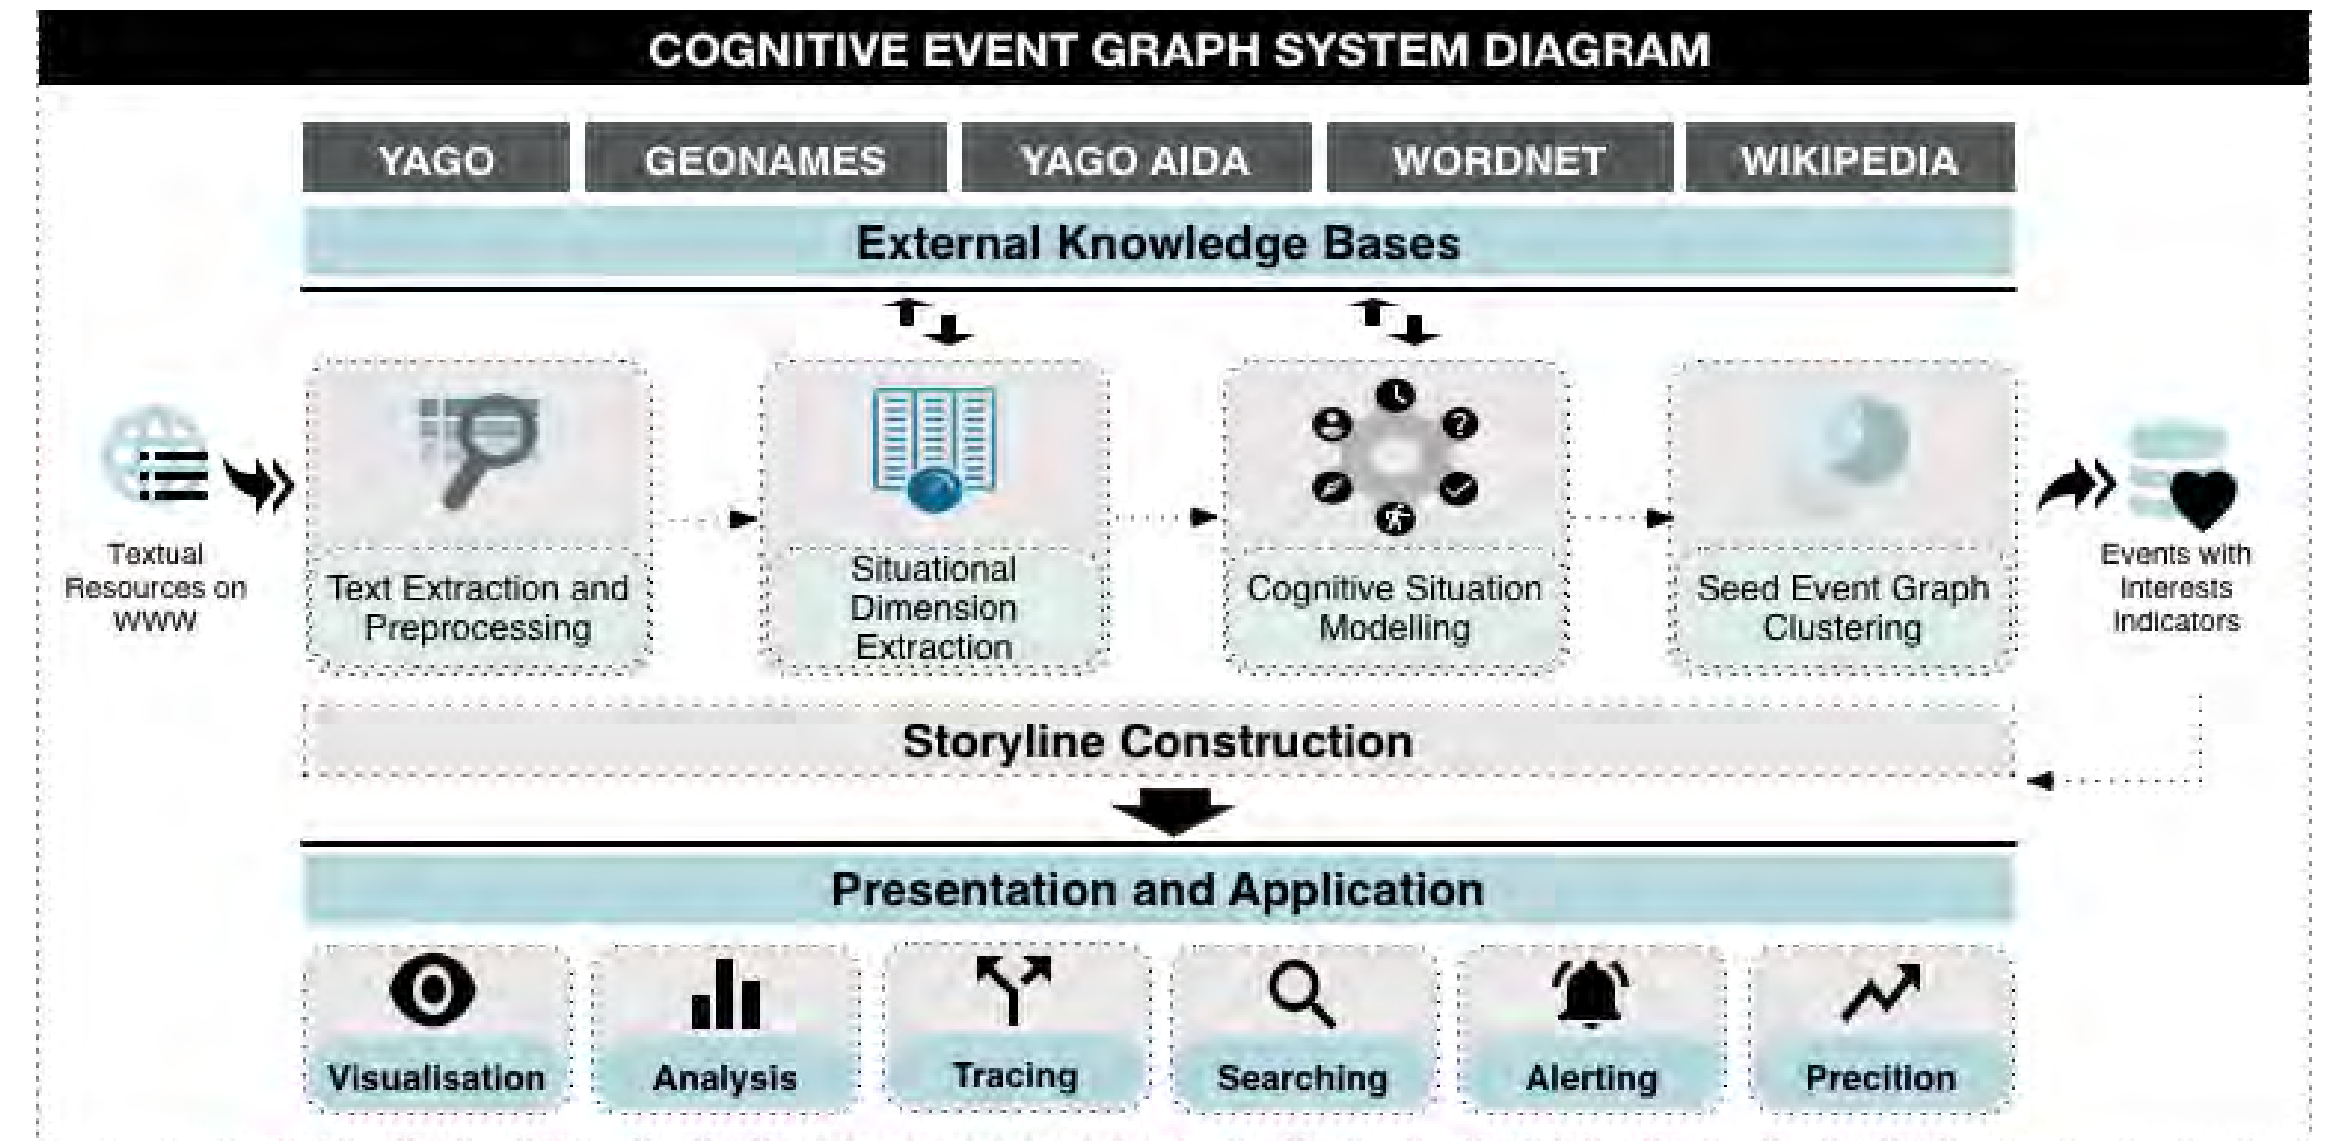 COGNITIVE EVENT GRAPH SYSTEM DIAGRAM
YAGO
GEONAMES
YAGO AIDA
WORDNET
WIKIPEDIA
External Knowledge Bases
Textual
Resources on
WWW
Text Extraction and
Preprocessing
Situational
Dimension
Extraction
Cognitive Situation
Modelling
Seed Event Graph
Clustering
Events with
Interests
Indicators
Storyline Construction
Presentation and Application
Visualisation
Analysis
Tracing
Searching
Alerting
Precition